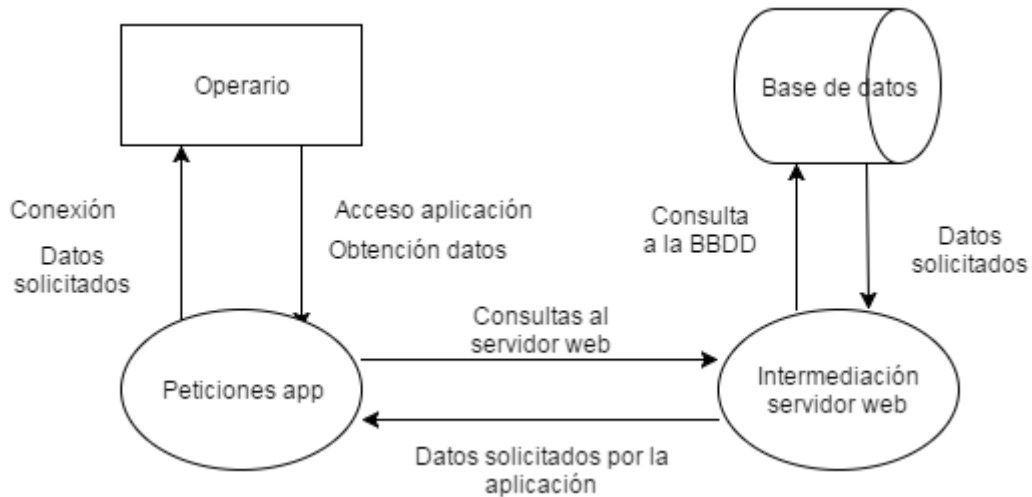 Operario
Base de datos
Conexión
Datos
solicitados
Acceso aplicación
Obtención datos
Consulta
a la BBDD
Datos
solicitados
Consultas al
servidor web
Peticiones app
Intermediación
servidor web
Datos solicitados por la
aplicación